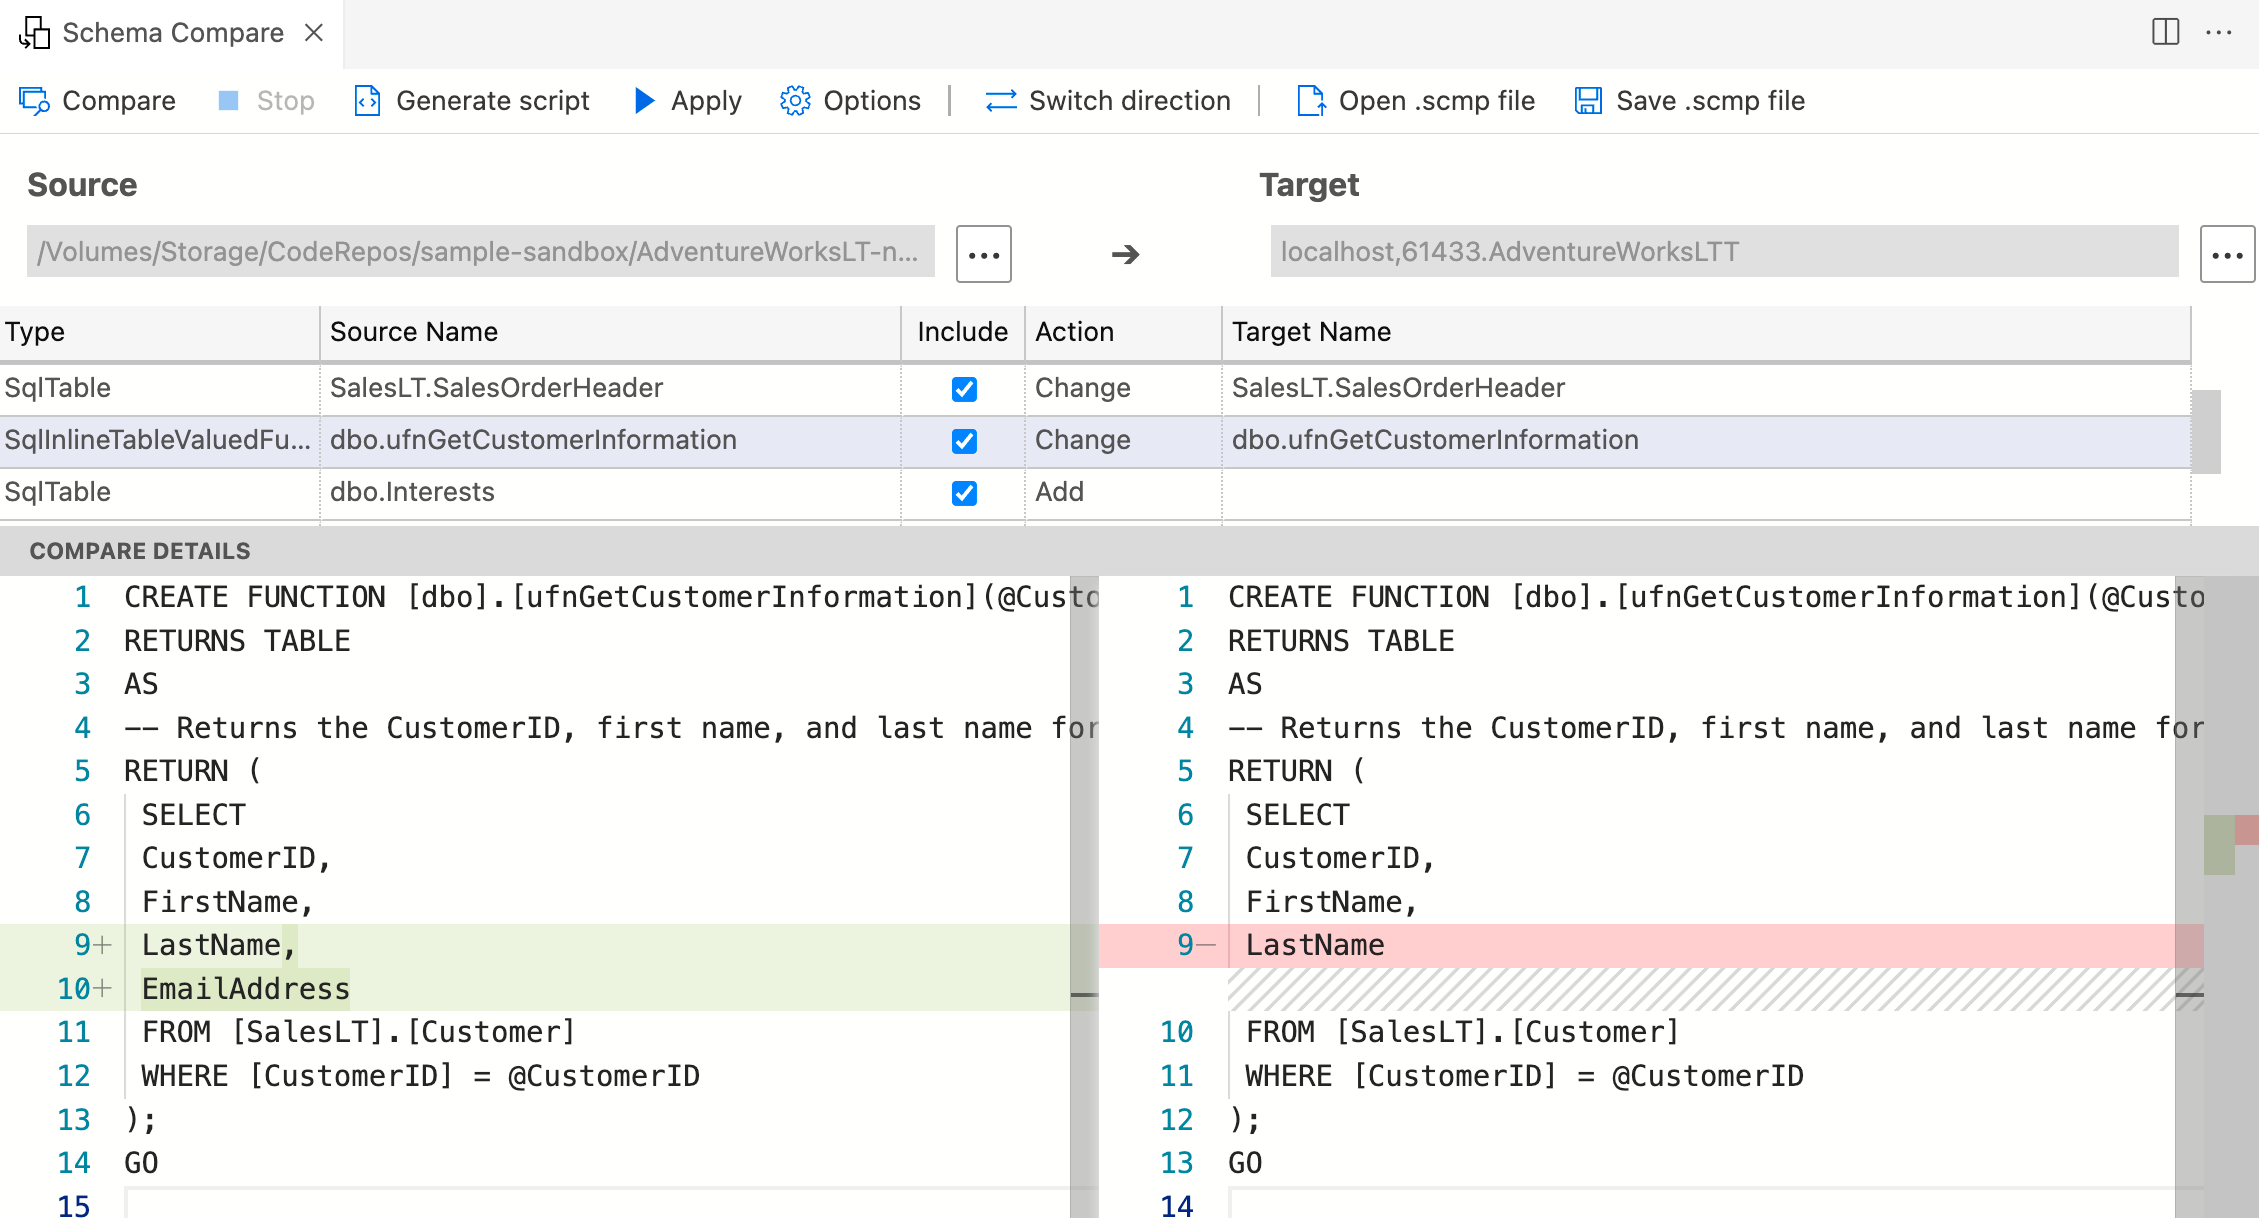 Schema Compare
Compare Stop Generate script Apply Options Switch direction Open .scmp file Save .scmp file
Source Target
/Volumes/Storage/CodeRepos/sample-sandbox/AdventureWorksLT-n... ... localhost,61433.AdventureWorksLTT ...
Type Source Name Include Action Target Name
SqlTable SalesLT.SalesOrderHeader Change SalesLT.SalesOrderHeader
SqlInlineTableValuedFu... dbo.ufnGetCustomerInformation Change dbo.ufnGetCustomerInformation
SqlTable dbo.Interests Add
COMPARE DETAILS
1 CREATE FUNCTION [dbo].[ufnGetCustomerInformation](@Custo
2 RETURNS TABLE
3 AS
4 -- Returns the CustomerID, first name, and last name for
5 RETURN (
6 SELECT
7 CustomerID,
8 FirstName,
9+ LastName,
10+ EmailAddress
11 FROM [SalesLT].[Customer]
12 WHERE [CustomerID] = @CustomerID
13 );
14 GO
15
1 CREATE FUNCTION [dbo].[ufnGetCustomerInformation](@Custo
2 RETURNS TABLE
3 AS
4 -- Returns the CustomerID, first name, and last name for
5 RETURN (
6 SELECT
7 CustomerID,
8 FirstName,
9− LastName
10 FROM [SalesLT].[Customer]
11 WHERE [CustomerID] = @CustomerID
12 );
13 GO
14